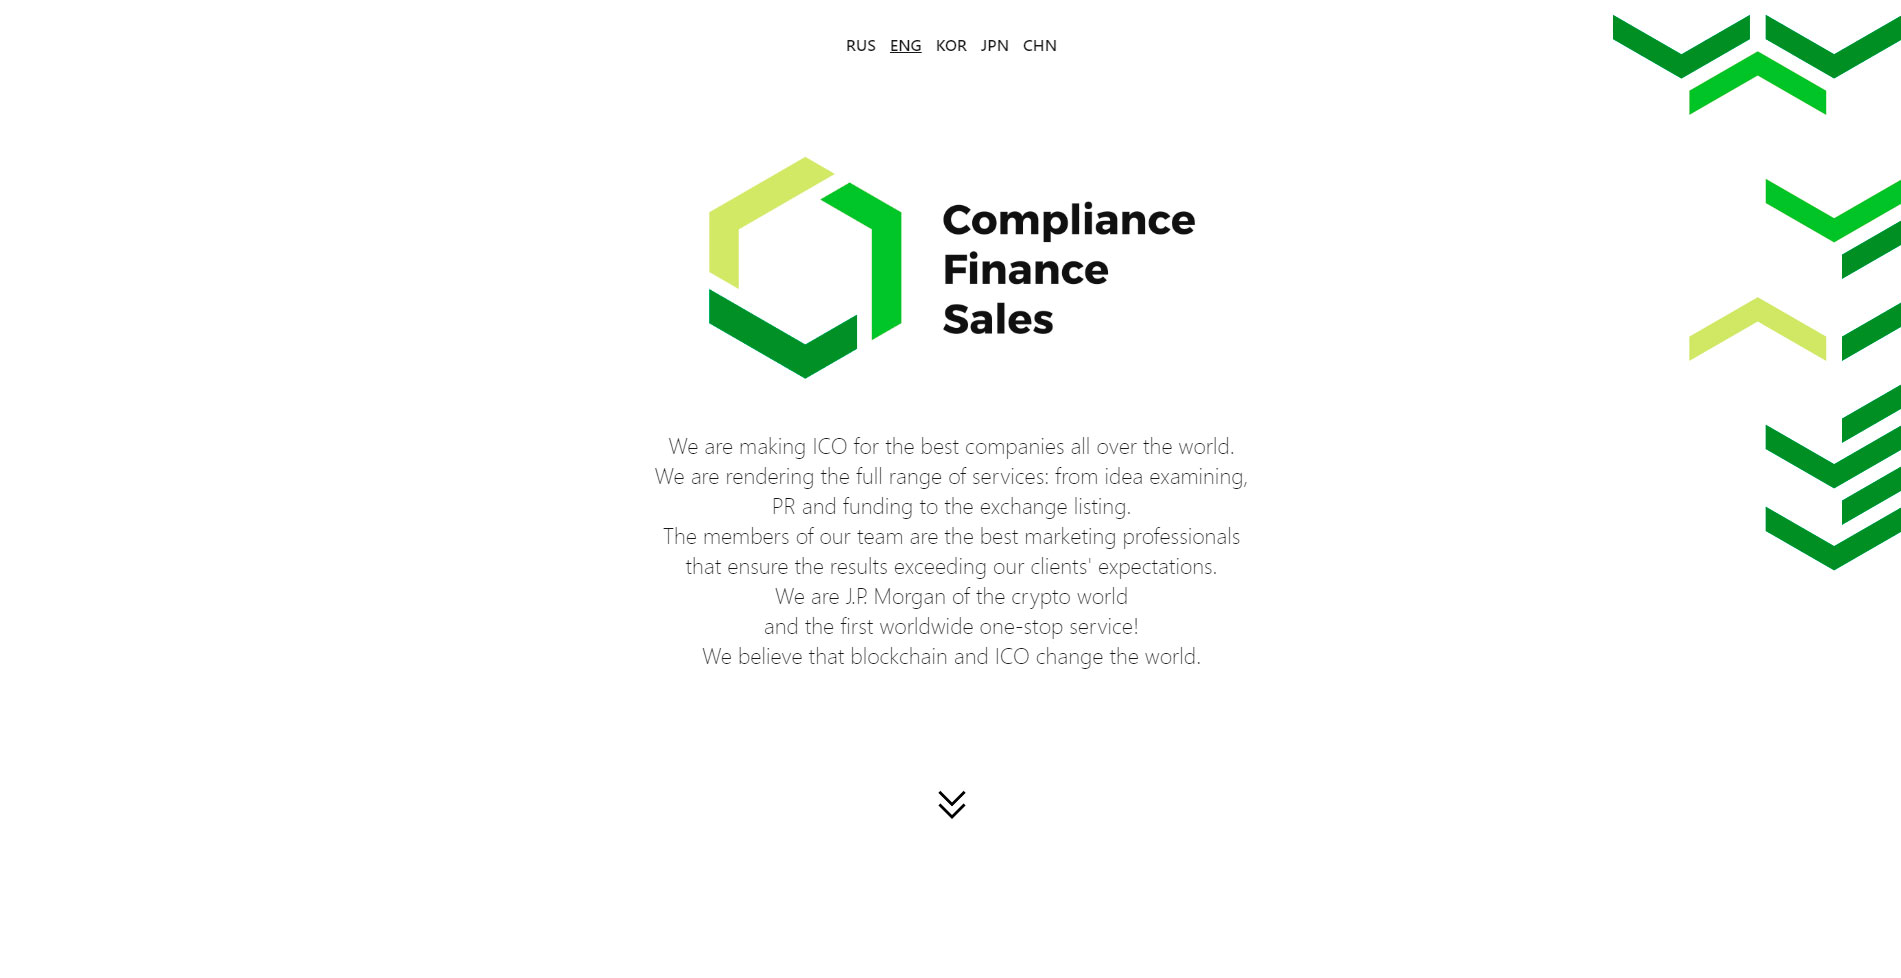 RUS ENG KOR JPN CHN
Compliance
Finance
Sales
We are making ICO for the best companies all over the world.
We are rendering the full range of services: from idea examining,
PR and funding to the exchange listing.
The members of our team are the best marketing professionals
that ensure the results exceeding our clients' expectations.
We are J.P. Morgan of the crypto world
and the first worldwide one-stop service!
We believe that blockchain and ICO change the world.